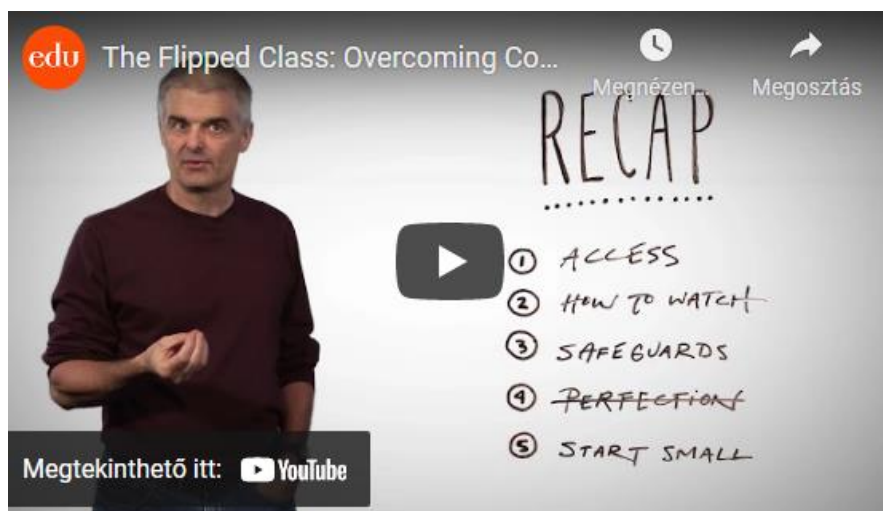 edu The Flipped Class: Overcoming Co...
Megnézen... Megosztás
RECAP
1 ACCESS
2 HOW TO WATCH
3 SAFEGUARDS
4 PERFECTION
5 START SMALL
Megtekinthető itt: YouTube